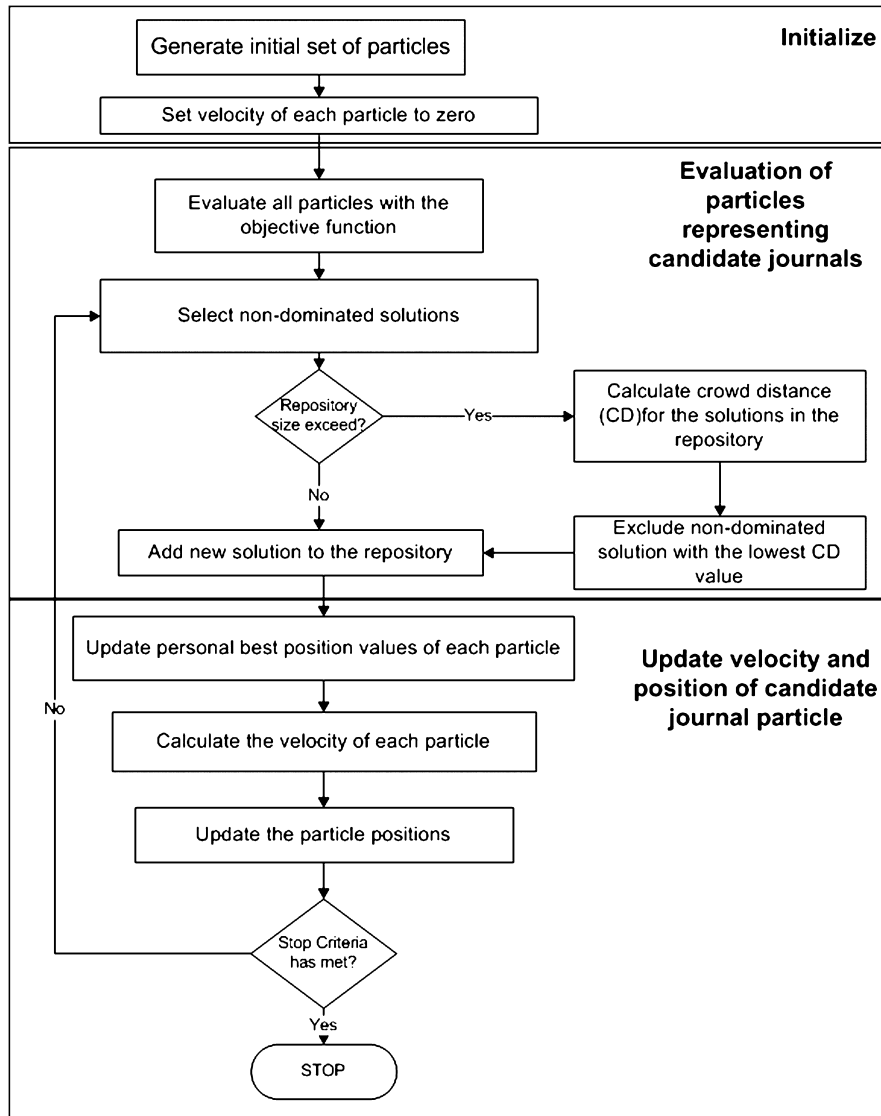 Generate initial set of particles
Initialize
Set velocity of each particle to zero
Evaluation of
particles
representing
candidate journals
Evaluate all particles with the
objective function
Select non-dominated solutions
Repository
size exceed?
Yes
Calculate crowd distance
(CD)for the solutions in the
repository
No
Add new solution to the repository
Exclude non-dominated
solution with the lowest CD
value
Update personal best position values of each particle
Update velocity and
position of candidate
journal particle
No
Calculate the velocity of each particle
Update the particle positions
Stop Criteria
has met?
Yes
STOP